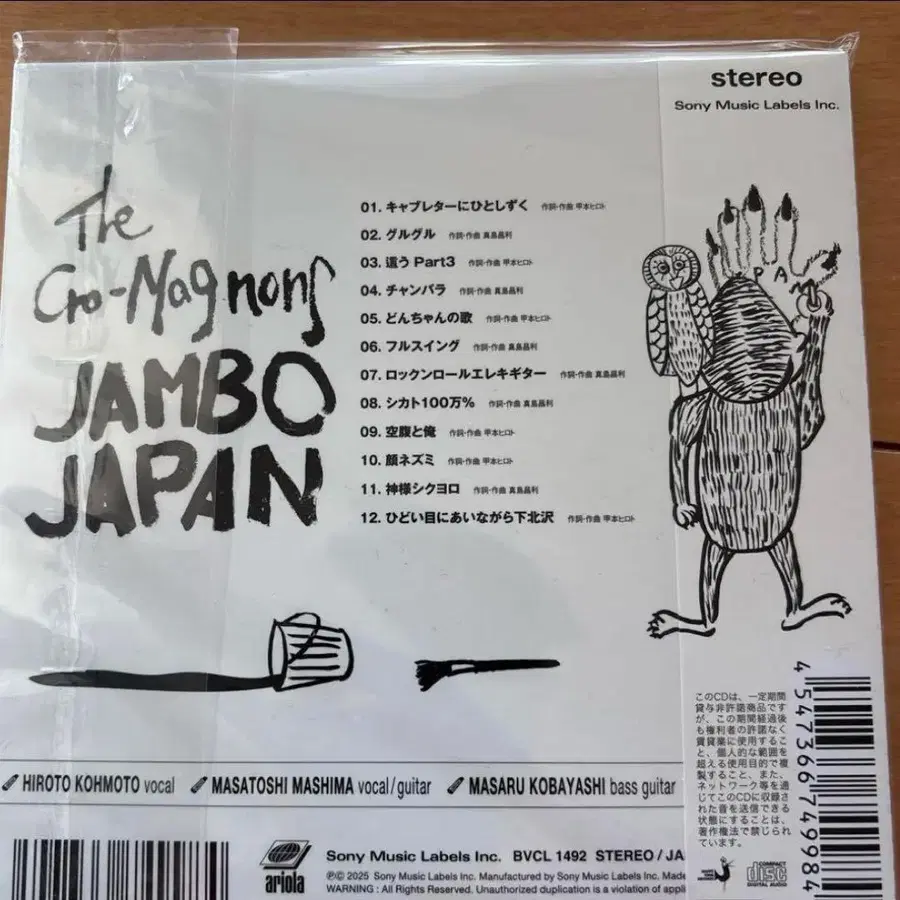 stereo
Sony Music Labels Inc.
The
Cro-Magnons
JAMBO
JAPAN
01. キャブレターにひとしずく 作詞・作曲 甲本ヒロト
02. グルグル 作詞・作曲 真島昌利
03. 這う Part3 作詞・作曲 甲本ヒロト
04. チャンバラ 作詞・作曲 真島昌利
05. どんちゃんの歌 作詞・作曲 甲本ヒロト
06. フルスイング 作詞・作曲 真島昌利
07. ロックンロールエレキギター 作詞・作曲 真島昌利
08. シカト100万% 作詞・作曲 真島昌利
09. 空腹と俺 作詞・作曲 甲本ヒロト
10. 顔ネズミ 作詞・作曲 甲本ヒロト
11. 神様シクヨロ 作詞・作曲 真島昌利
12. ひどい目にあいながら下北沢 作詞・作曲 甲本ヒロト
PA
HIROTO KOHMOTO vocal MASATOSHI MASHIMA vocal/guitar MASARU KOBAYASHI bass guitar
このCDは、一定期間
貸与非許諾商品です
が、この期間経過後
も権利者の許諾なく
賃貸業に使用するこ
と、個人的な範囲を
超える使用目的で複
製すること、また、
ネットワーク等を通
じてこのCDに収録さ
れた音を送信できる
状態にすることは、
著作権法で禁じられ
ています。
4 547366 749984
ariola
Sony Music Labels Inc. BVCL 1492 STEREO/JA
℗© 2025 Sony Music Labels Inc. Manufactured by Sony Music Labels Inc. Made
WARNING : All Rights Reserved. Unauthorized duplication is a violation of appli
COMPACT
disc
DIGITAL AUDIO